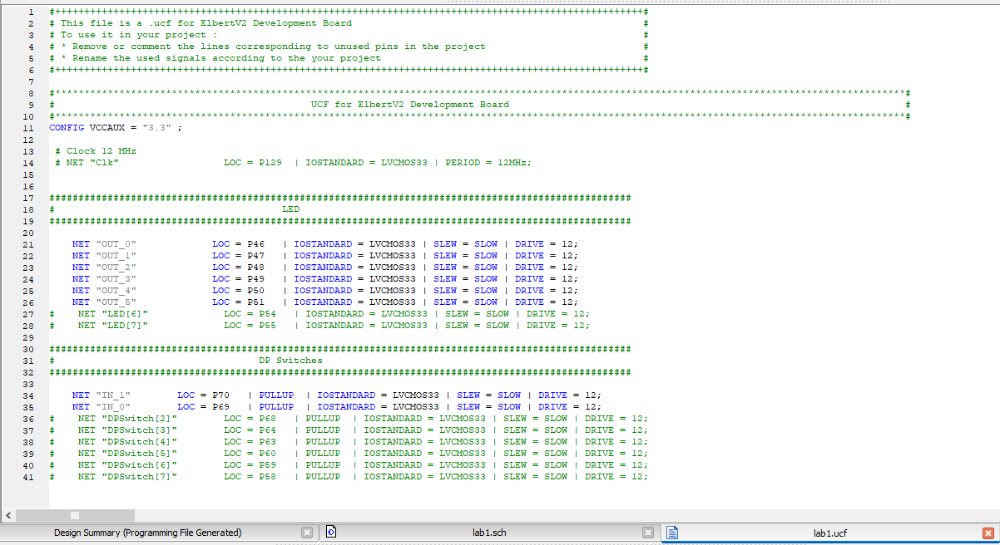 1 #+++++++++++++++++++++++++++++++++++++++++++++++++++++++++++++++++++++++++++++++++++++++++++++++++++++#
2 # This file is a .ucf for ElbertV2 Development Board #
3 # To use it in your project : #
4 # * Remove or comment the lines corresponding to unused pins in the project #
5 # * Rename the used signals according to the your project #
6 #+++++++++++++++++++++++++++++++++++++++++++++++++++++++++++++++++++++++++++++++++++++++++++++++++++++#
7
8 #**************************************************************************************************************************************************#
9 # UCF for ElbertV2 Development Board #
10 #**************************************************************************************************************************************************#
11 CONFIG VCCAUX = "3.3" ;
12
13 # Clock 12 MHz
14 # NET "Clk" LOC = P129 | IOSTANDARD = LVCMOS33 | PERIOD = 12MHz;
15
16
17 ####################################################################################################
18 # LED
19 ####################################################################################################
20
21 NET "OUT_0" LOC = P46 | IOSTANDARD = LVCMOS33 | SLEW = SLOW | DRIVE = 12;
22 NET "OUT_1" LOC = P47 | IOSTANDARD = LVCMOS33 | SLEW = SLOW | DRIVE = 12;
23 NET "OUT_2" LOC = P48 | IOSTANDARD = LVCMOS33 | SLEW = SLOW | DRIVE = 12;
24 NET "OUT_3" LOC = P49 | IOSTANDARD = LVCMOS33 | SLEW = SLOW | DRIVE = 12;
25 NET "OUT_4" LOC = P50 | IOSTANDARD = LVCMOS33 | SLEW = SLOW | DRIVE = 12;
26 NET "OUT_5" LOC = P51 | IOSTANDARD = LVCMOS33 | SLEW = SLOW | DRIVE = 12;
27 # NET "LED[6]" LOC = P54 | IOSTANDARD = LVCMOS33 | SLEW = SLOW | DRIVE = 12;
28 # NET "LED[7]" LOC = P55 | IOSTANDARD = LVCMOS33 | SLEW = SLOW | DRIVE = 12;
29
30 ####################################################################################################
31 # DP Switches
32 ####################################################################################################
33
34 NET "IN_1" LOC = P70 | PULLUP | IOSTANDARD = LVCMOS33 | SLEW = SLOW | DRIVE = 12;
35 NET "IN_0" LOC = P69 | PULLUP | IOSTANDARD = LVCMOS33 | SLEW = SLOW | DRIVE = 12;
36 # NET "DPSwitch[2]" LOC = P68 | PULLUP | IOSTANDARD = LVCMOS33 | SLEW = SLOW | DRIVE = 12;
37 # NET "DPSwitch[3]" LOC = P64 | PULLUP | IOSTANDARD = LVCMOS33 | SLEW = SLOW | DRIVE = 12;
38 # NET "DPSwitch[4]" LOC = P63 | PULLUP | IOSTANDARD = LVCMOS33 | SLEW = SLOW | DRIVE = 12;
39 # NET "DPSwitch[5]" LOC = P60 | PULLUP | IOSTANDARD = LVCMOS33 | SLEW = SLOW | DRIVE = 12;
40 # NET "DPSwitch[6]" LOC = P59 | PULLUP | IOSTANDARD = LVCMOS33 | SLEW = SLOW | DRIVE = 12;
41 # NET "DPSwitch[7]" LOC = P58 | PULLUP | IOSTANDARD = LVCMOS33 | SLEW = SLOW | DRIVE = 12;
Design Summary (Programming File Generated) lab1.sch lab1.ucf